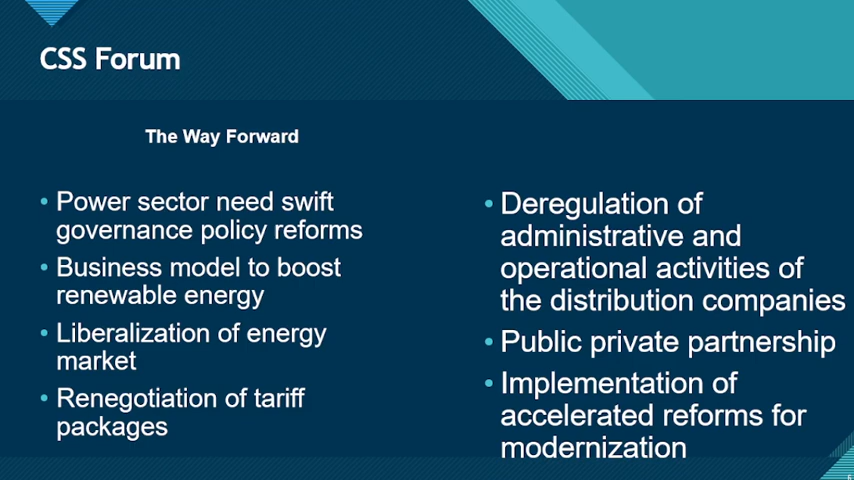 CSS Forum
The Way Forward
• Power sector need swift
governance policy reforms
• Business model to boost
renewable energy
• Liberalization of energy
market
• Renegotiation of tariff
packages
• Deregulation of
administrative and
operational activities of
the distribution companies
• Public private partnership
• Implementation of
accelerated reforms for
modernization